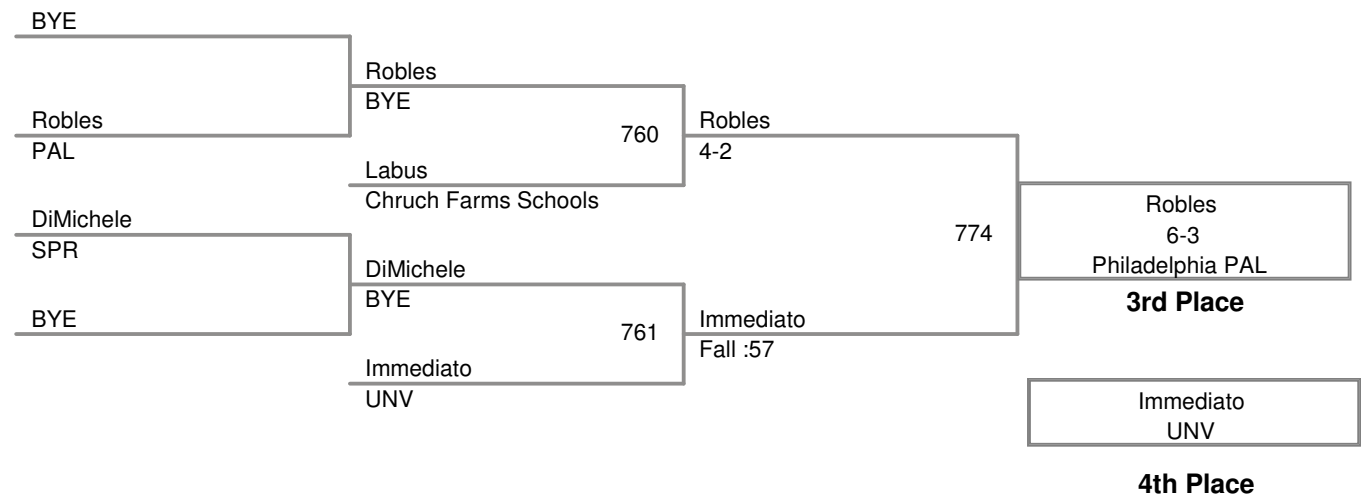 BYE
Robles
BYE
Robles
PAL
760
Robles
4-2
Labus
Chruch Farms Schools
DiMichele
SPR
774
Robles
6-3
Philadelphia PAL
3rd Place
DiMichele
BYE
BYE
761
Immediato
Fall :57
Immediato
UNV
Immediato
UNV
4th Place